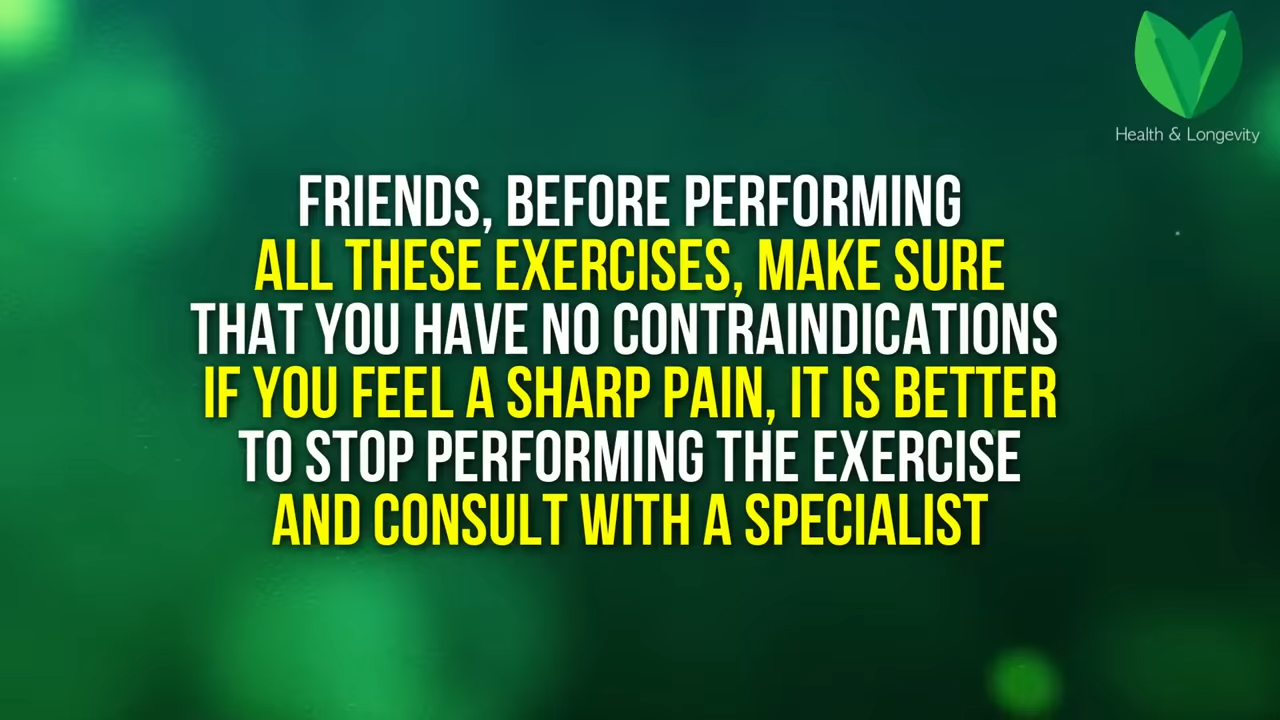 Health & Longevity
FRIENDS, BEFORE PERFORMING
ALL THESE EXERCISES, MAKE SURE
THAT YOU HAVE NO CONTRAINDICATIONS
IF YOU FEEL A SHARP PAIN, IT IS BETTER
TO STOP PERFORMING THE EXERCISE
AND CONSULT WITH A SPECIALIST